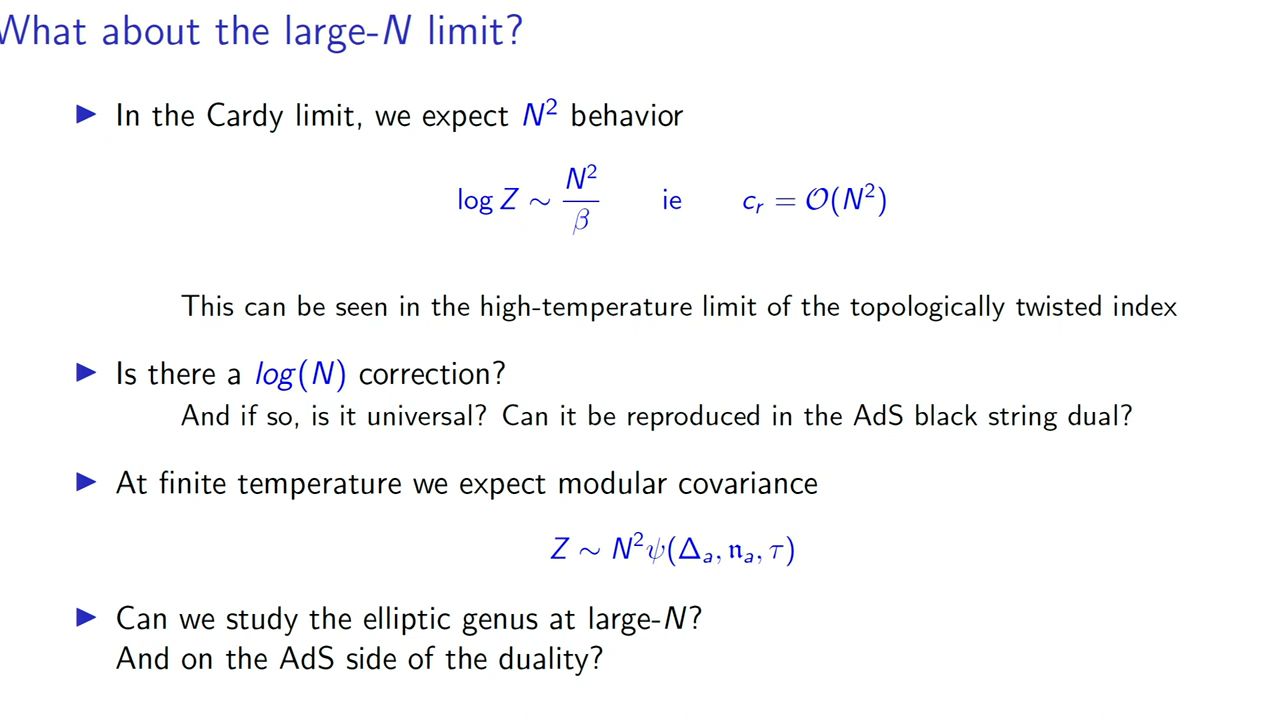 What about the large-N limit?
▶ In the Cardy limit, we expect N² behavior
log Z ∼ N²/β ie c_r = 𝒪(N²)
This can be seen in the high-temperature limit of the topologically twisted index
▶ Is there a log(N) correction?
And if so, is it universal? Can it be reproduced in the AdS black string dual?
▶ At finite temperature we expect modular covariance
Z ∼ N²ψ(Δ_a, 𝔫_a, τ)
▶ Can we study the elliptic genus at large-N?
And on the AdS side of the duality?